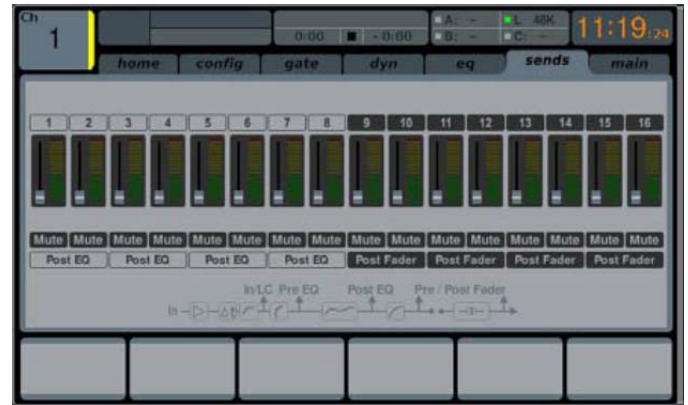 Ch
1
0:00 - 0:00
A: - L 48K
B: - C: -
11:19:24
home config gate dyn eq sends main
1 2 3 4 5 6 7 8 9 10 11 12 13 14 15 16
Mute Mute Mute Mute Mute Mute Mute Mute Mute Mute Mute Mute Mute Mute Mute Mute
Post EQ Post EQ Post EQ Post EQ Post Fader Post Fader Post Fader Post Fader
In/LC Pre EQ Post EQ Pre / Post Fader
In Δt